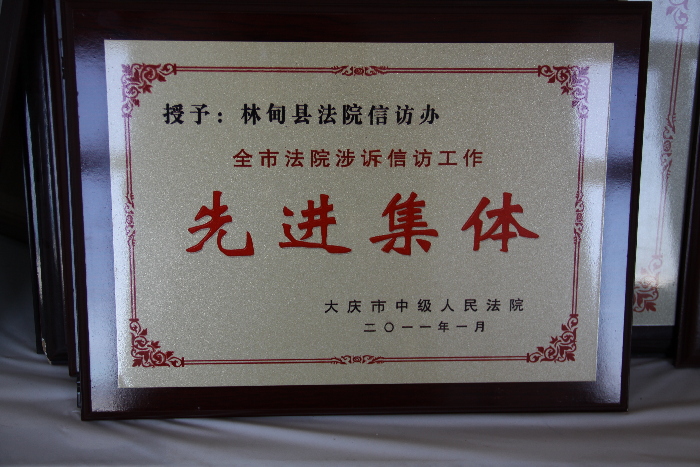 授予：林甸县法院信访办
全市法院涉诉信访工作
先进集体
大庆市中级人民法院
二〇一一年一月